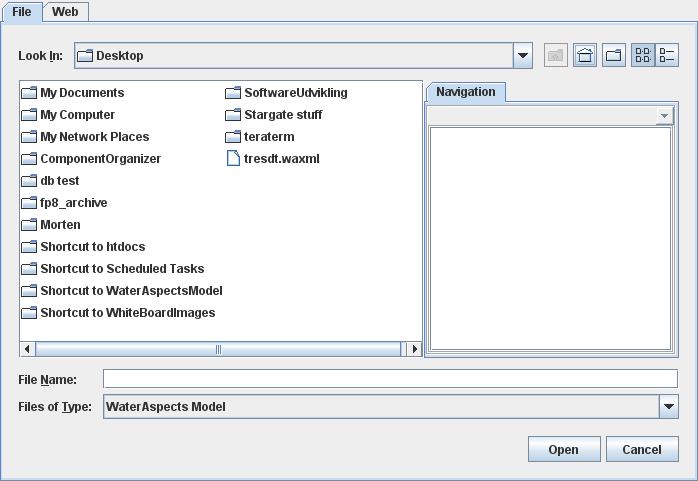 File Web
Look In: Desktop
My Documents
My Computer
My Network Places
ComponentOrganizer
db test
fp8_archive
Morten
Shortcut to htdocs
Shortcut to Scheduled Tasks
Shortcut to WaterAspectsModel
Shortcut to WhiteBoardImages
SoftwareUdvikling
Stargate stuff
teraterm
tresdt.waxml
Navigation
File Name:
Files of Type: WaterAspects Model
Open Cancel